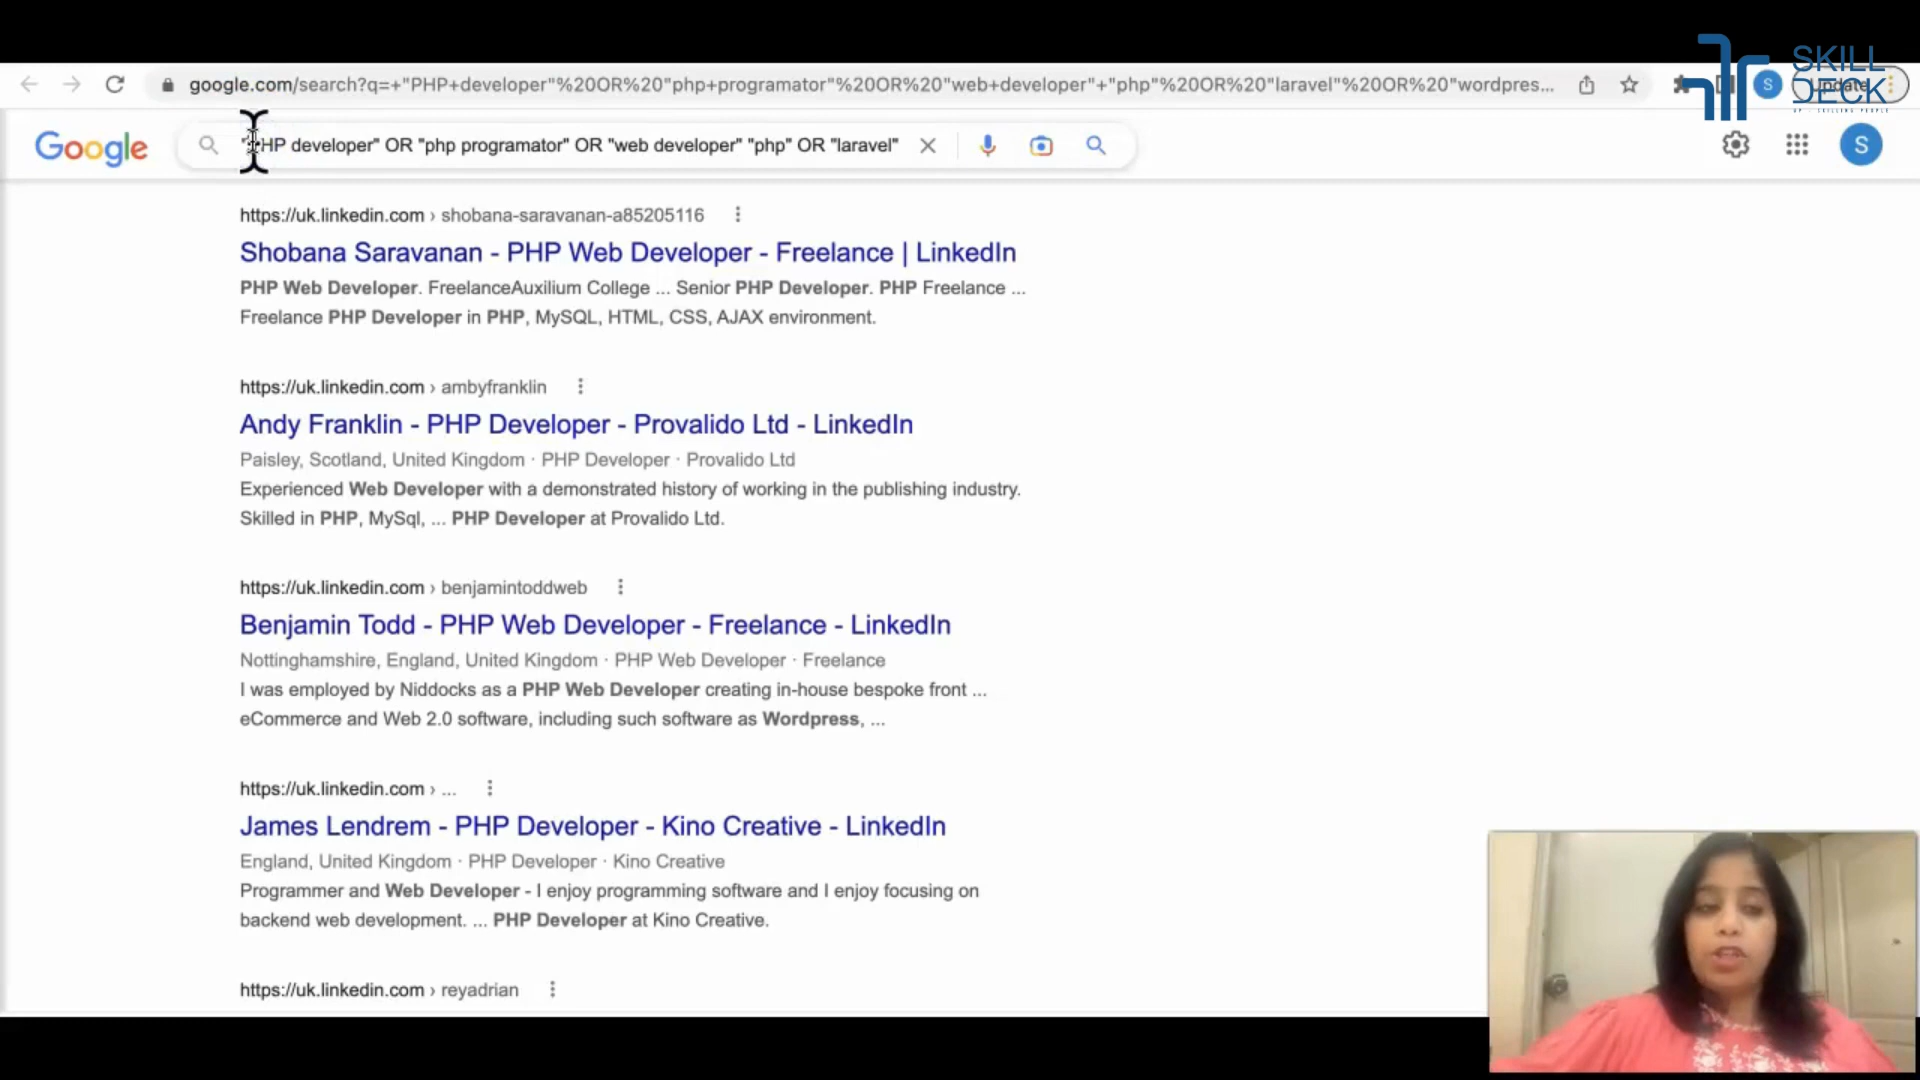 google.com/search?q=+"PHP+developer"%20OR%20"php+programator"%20OR%20"web+developer"+"php"%20OR%20"laravel"%20OR%20"wordpres...
S
Update
SKILL
DECK
UP - SKILLING PEOPLE
Google
HP developer" OR "php programator" OR "web developer" "php" OR "laravel"
S
https://uk.linkedin.com › shobana-saravanan-a85205116
Shobana Saravanan - PHP Web Developer - Freelance | LinkedIn
PHP Web Developer. FreelanceAuxilium College ... Senior PHP Developer. PHP Freelance ...
Freelance PHP Developer in PHP, MySQL, HTML, CSS, AJAX environment.
https://uk.linkedin.com › ambyfranklin
Andy Franklin - PHP Developer - Provalido Ltd - LinkedIn
Paisley, Scotland, United Kingdom · PHP Developer · Provalido Ltd
Experienced Web Developer with a demonstrated history of working in the publishing industry.
Skilled in PHP, MySql, ... PHP Developer at Provalido Ltd.
https://uk.linkedin.com › benjamintoddweb
Benjamin Todd - PHP Web Developer - Freelance - LinkedIn
Nottinghamshire, England, United Kingdom · PHP Web Developer · Freelance
I was employed by Niddocks as a PHP Web Developer creating in-house bespoke front ...
eCommerce and Web 2.0 software, including such software as Wordpress, ...
https://uk.linkedin.com › ...
James Lendrem - PHP Developer - Kino Creative - LinkedIn
England, United Kingdom · PHP Developer · Kino Creative
Programmer and Web Developer - I enjoy programming software and I enjoy focusing on
backend web development. ... PHP Developer at Kino Creative.
https://uk.linkedin.com › reyadrian